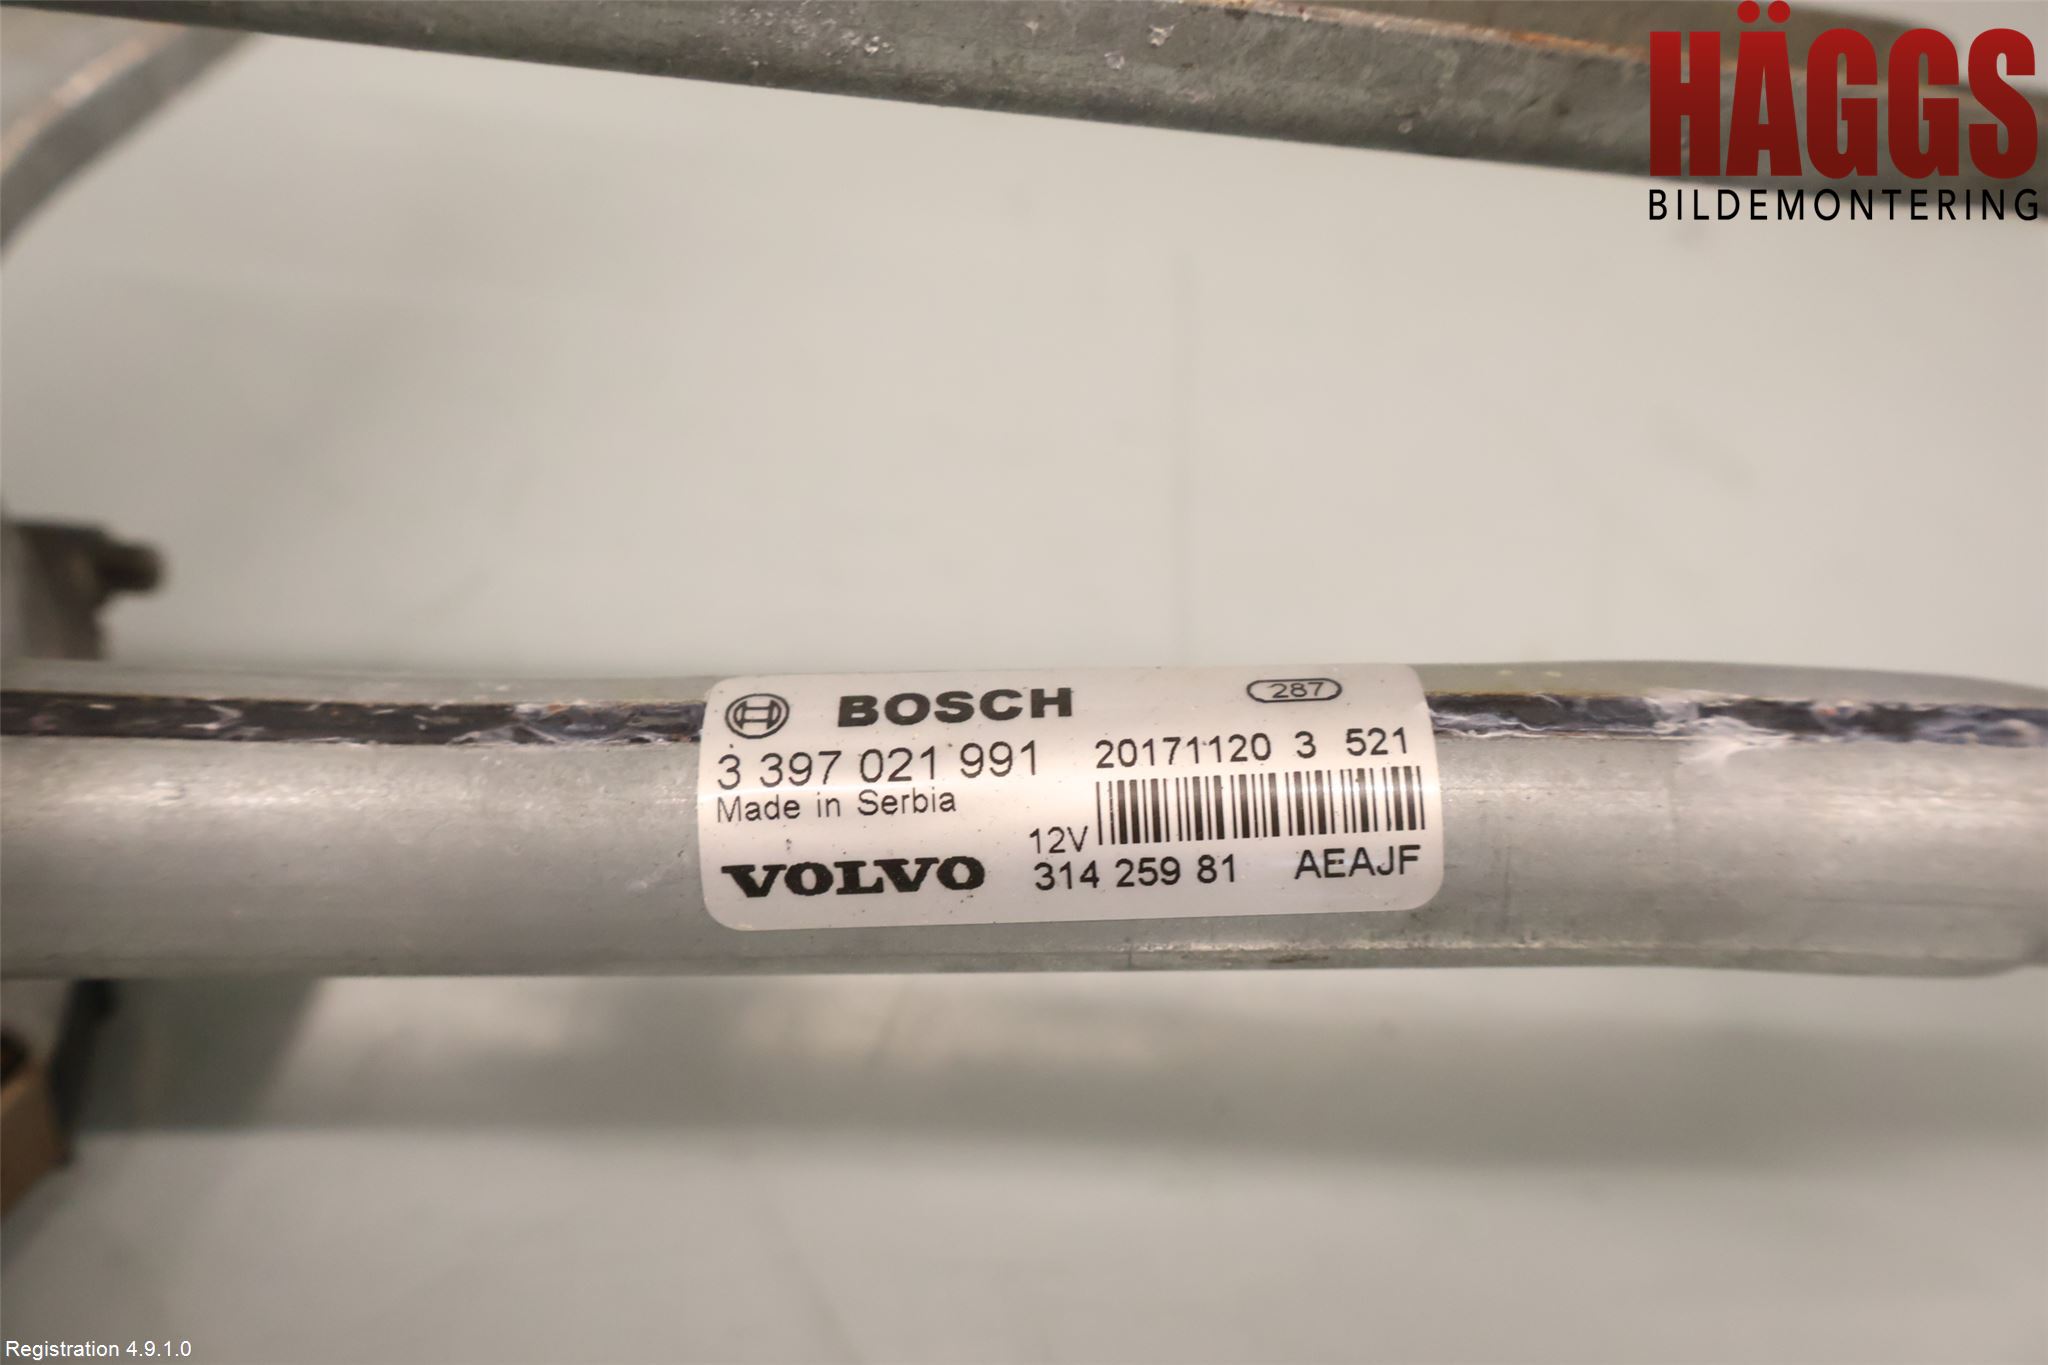 HÄGGS
BILDEMONTERING
BOSCH 287
3 397 021 991 20171120 3 521
Made in Serbia
12V
VOLVO 314 259 81 AEAJF
Registration 4.9.1.0